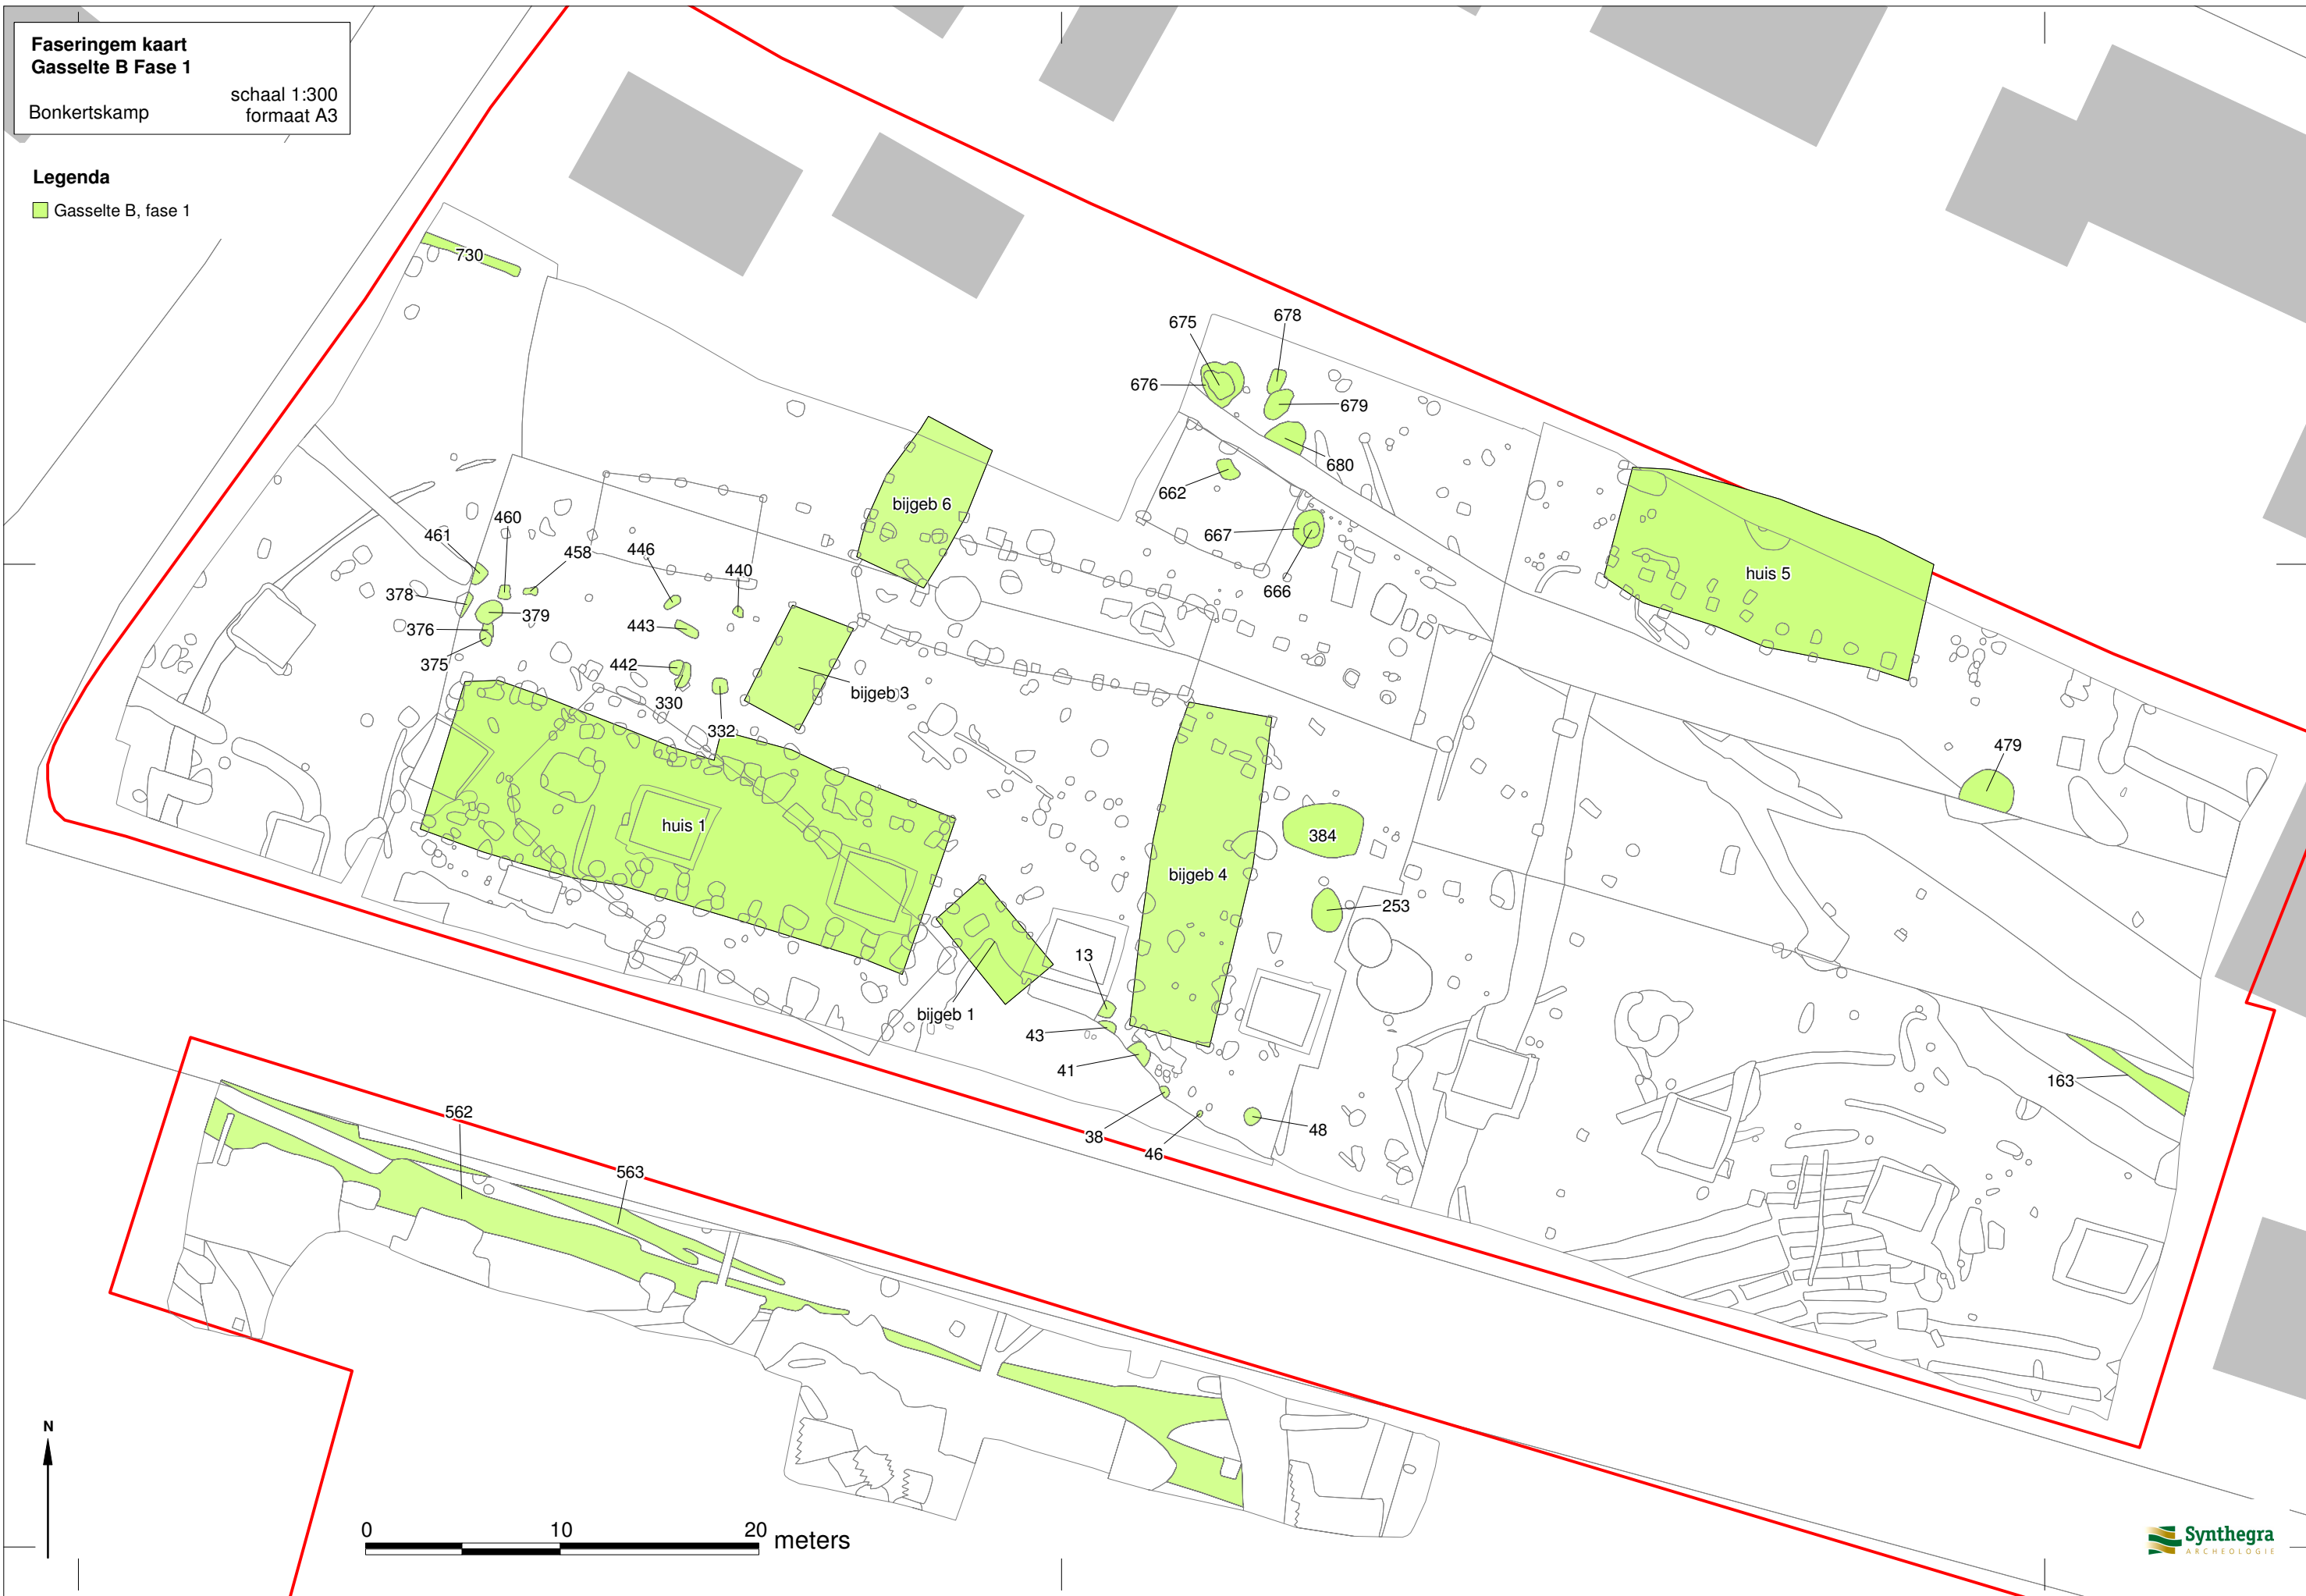 Faseringem kaart
Gasselte B Fase 1
schaal 1:300
Bonkertskamp
formaat A3
Legenda
Gasselte B, fase 1
730
675
678
676
679
680
662
667
666
bijgeb 6
huis 5
461
460
458
446
440
378
379
376
375
443
442
330
332
bijgeb 3
479
huis 1
384
bijgeb 4
253
13
bijgeb 1
43
41
38
46
48
163
562
563
N
0
10
20
meters
Synthegra
ARCHEOLOGIE